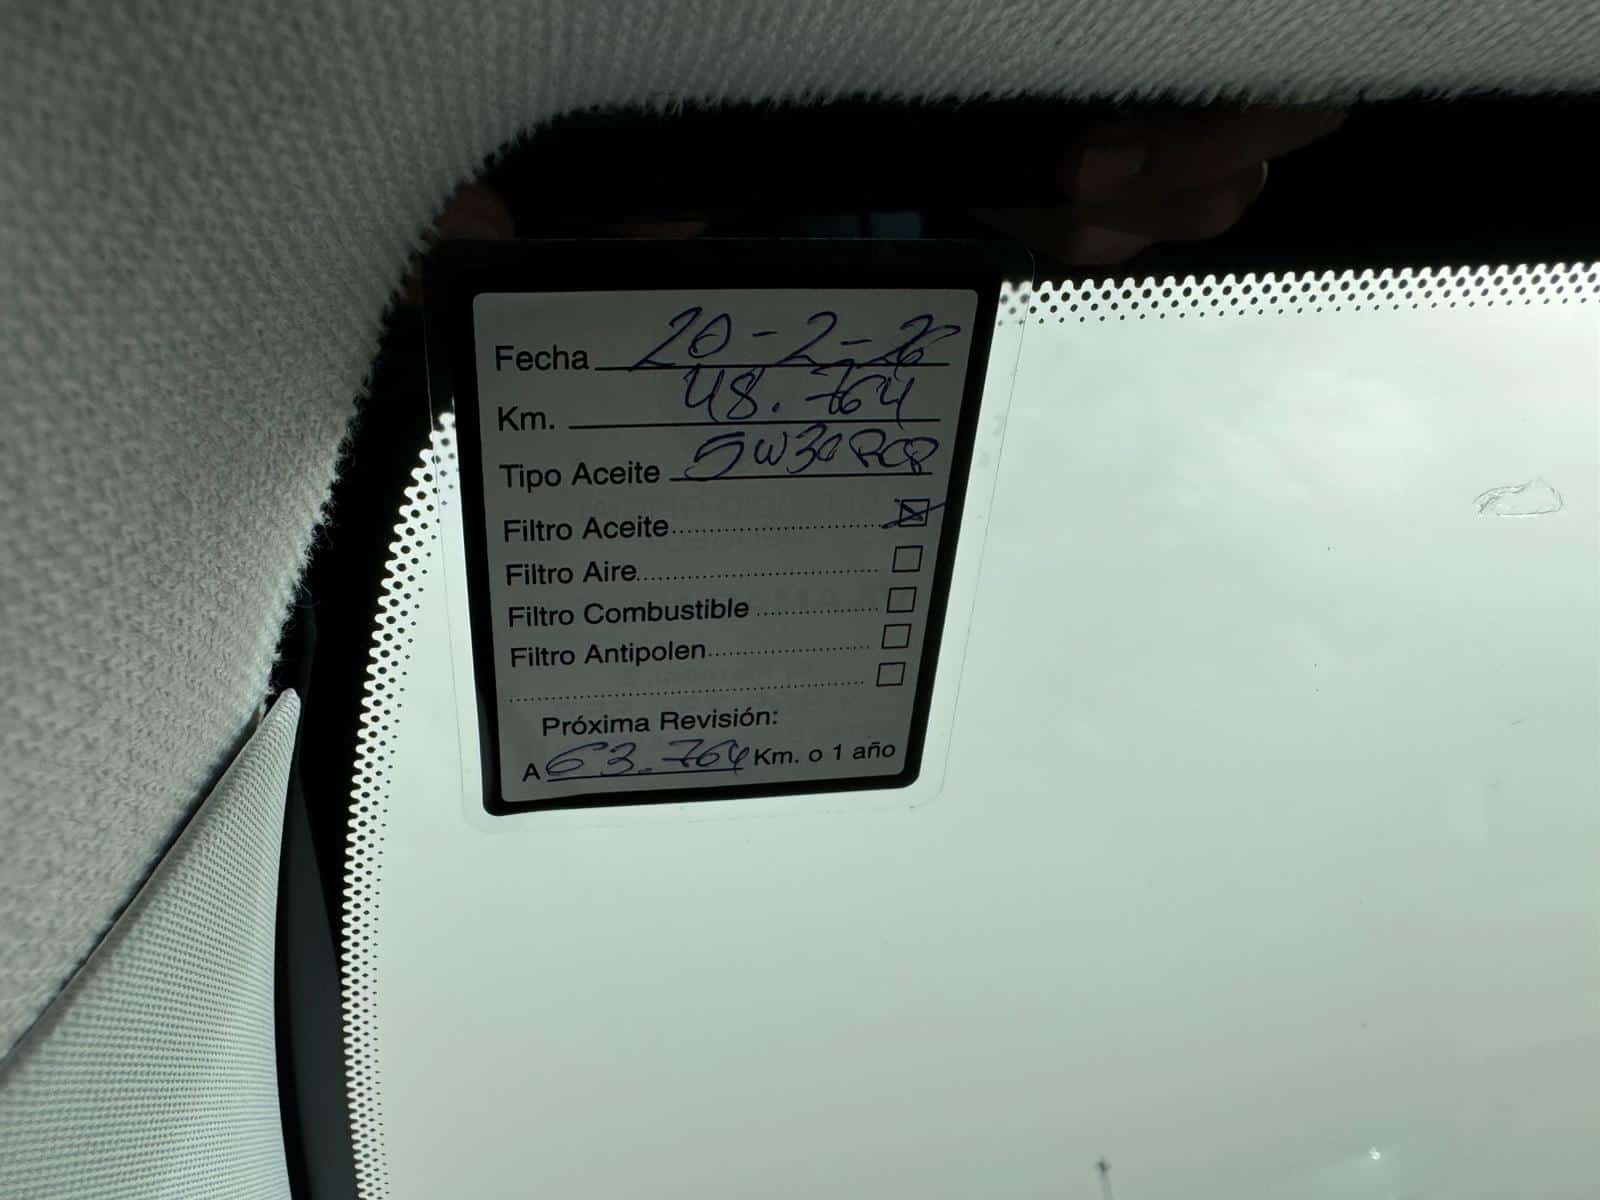 Fecha 20-2-26
Km. 48.764
Tipo Aceite 5W30
Filtro Aceite
Filtro Aire
Filtro Combustible
Filtro Antipolen
Próxima Revisión:
A 63.764 Km. o 1 año